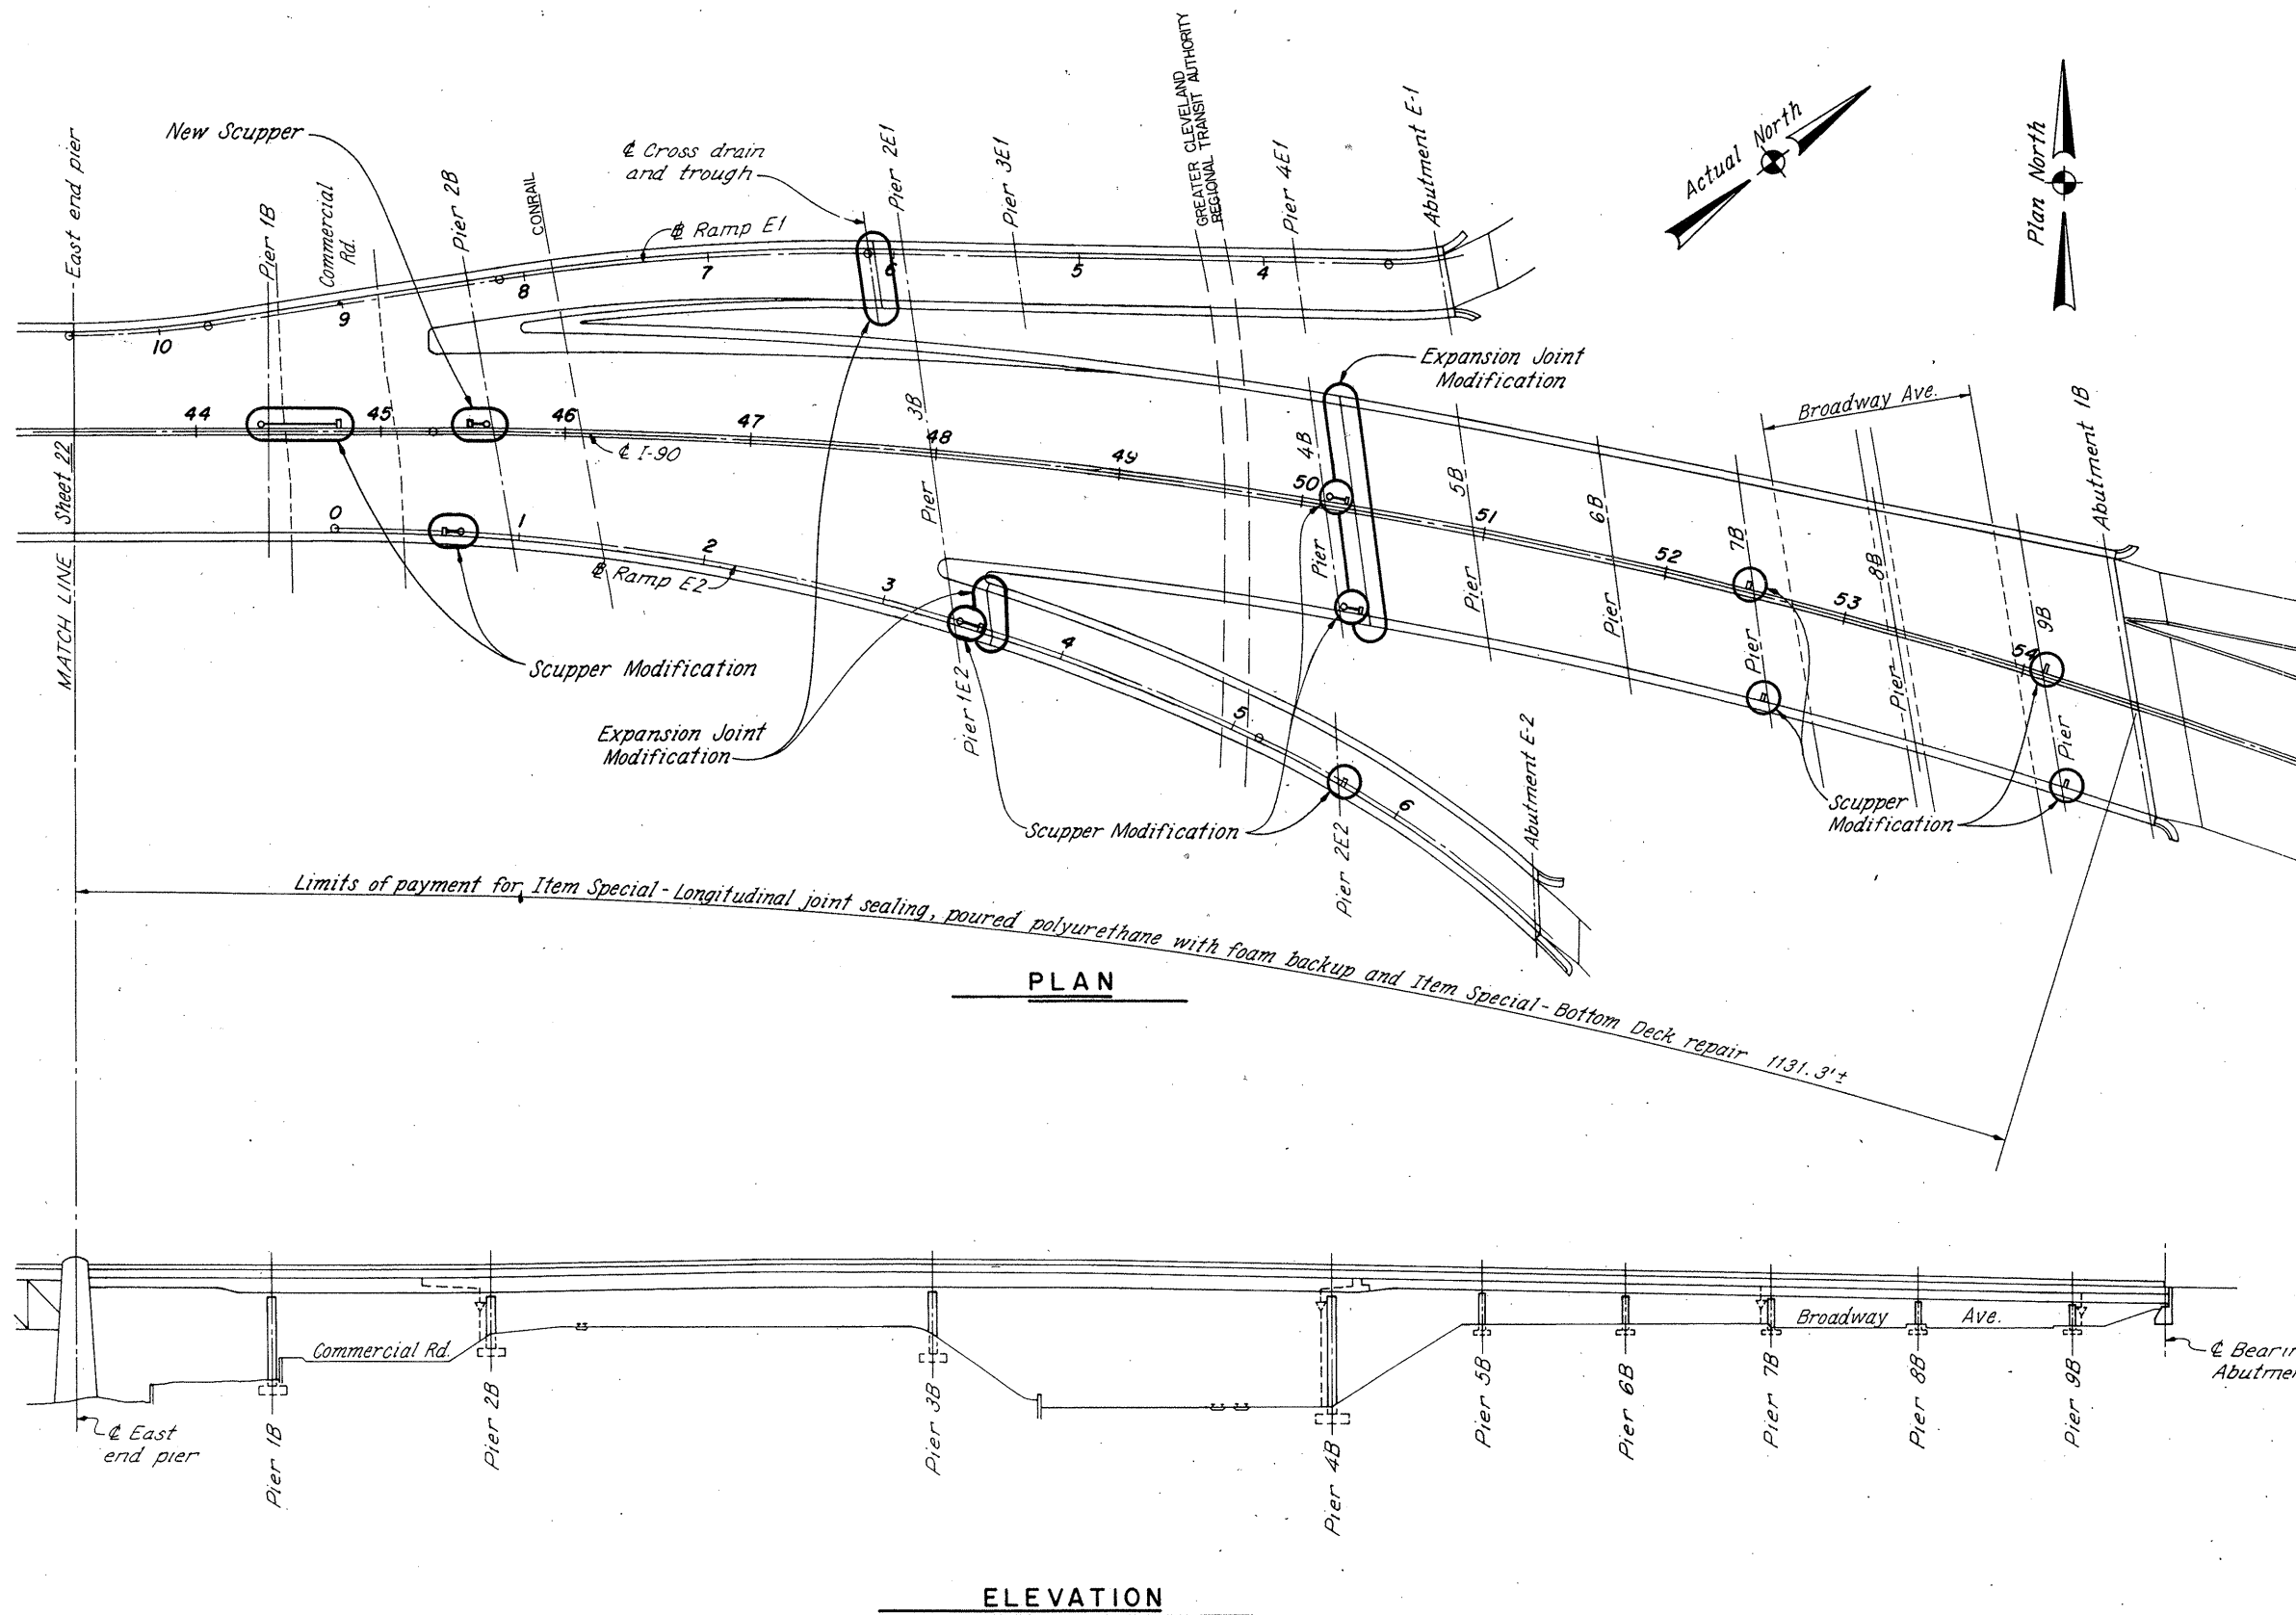 New Scupper
East end pier
Pier 1B
Commercial
Rd.
Pier 2B
CONRAIL
₵ Cross drain
and trough
Pier 2E1
Pier 3E1
GREATER CLEVELAND
REGIONAL TRANSIT AUTHORITY
Pier 4E1
Abutment E-1
Actual North
Plan North
Ramp E1
10
9
8
7
6
5
4
Expansion Joint
Modification
Broadway Ave.
Abutment 1B
44
45
46
47
48
49
50
51
52
53
54
₵ I-90
MATCH LINE Sheet 22
0
1
2
3
4
5
6
Ramp E2
Pier 3B
Pier 4B
Pier 5B
Pier 6B
Pier 7B
Pier 8B
Pier 9B
Scupper Modification
Expansion Joint
Modification
Pier 1E2
Scupper Modification
Pier 2E2
Abutment E-2
Scupper
Modification
Limits of payment for Item Special - Longitudinal joint sealing, poured polyurethane with foam backup and Item Special - Bottom Deck repair 1131.3'±
PLAN
Commercial Rd.
Broadway Ave.
₵ East
end pier
Pier 1B
Pier 2B
Pier 3B
Pier 4B
Pier 5B
Pier 6B
Pier 7B
Pier 8B
Pier 9B
₵ Bearin
Abutme
ELEVATION